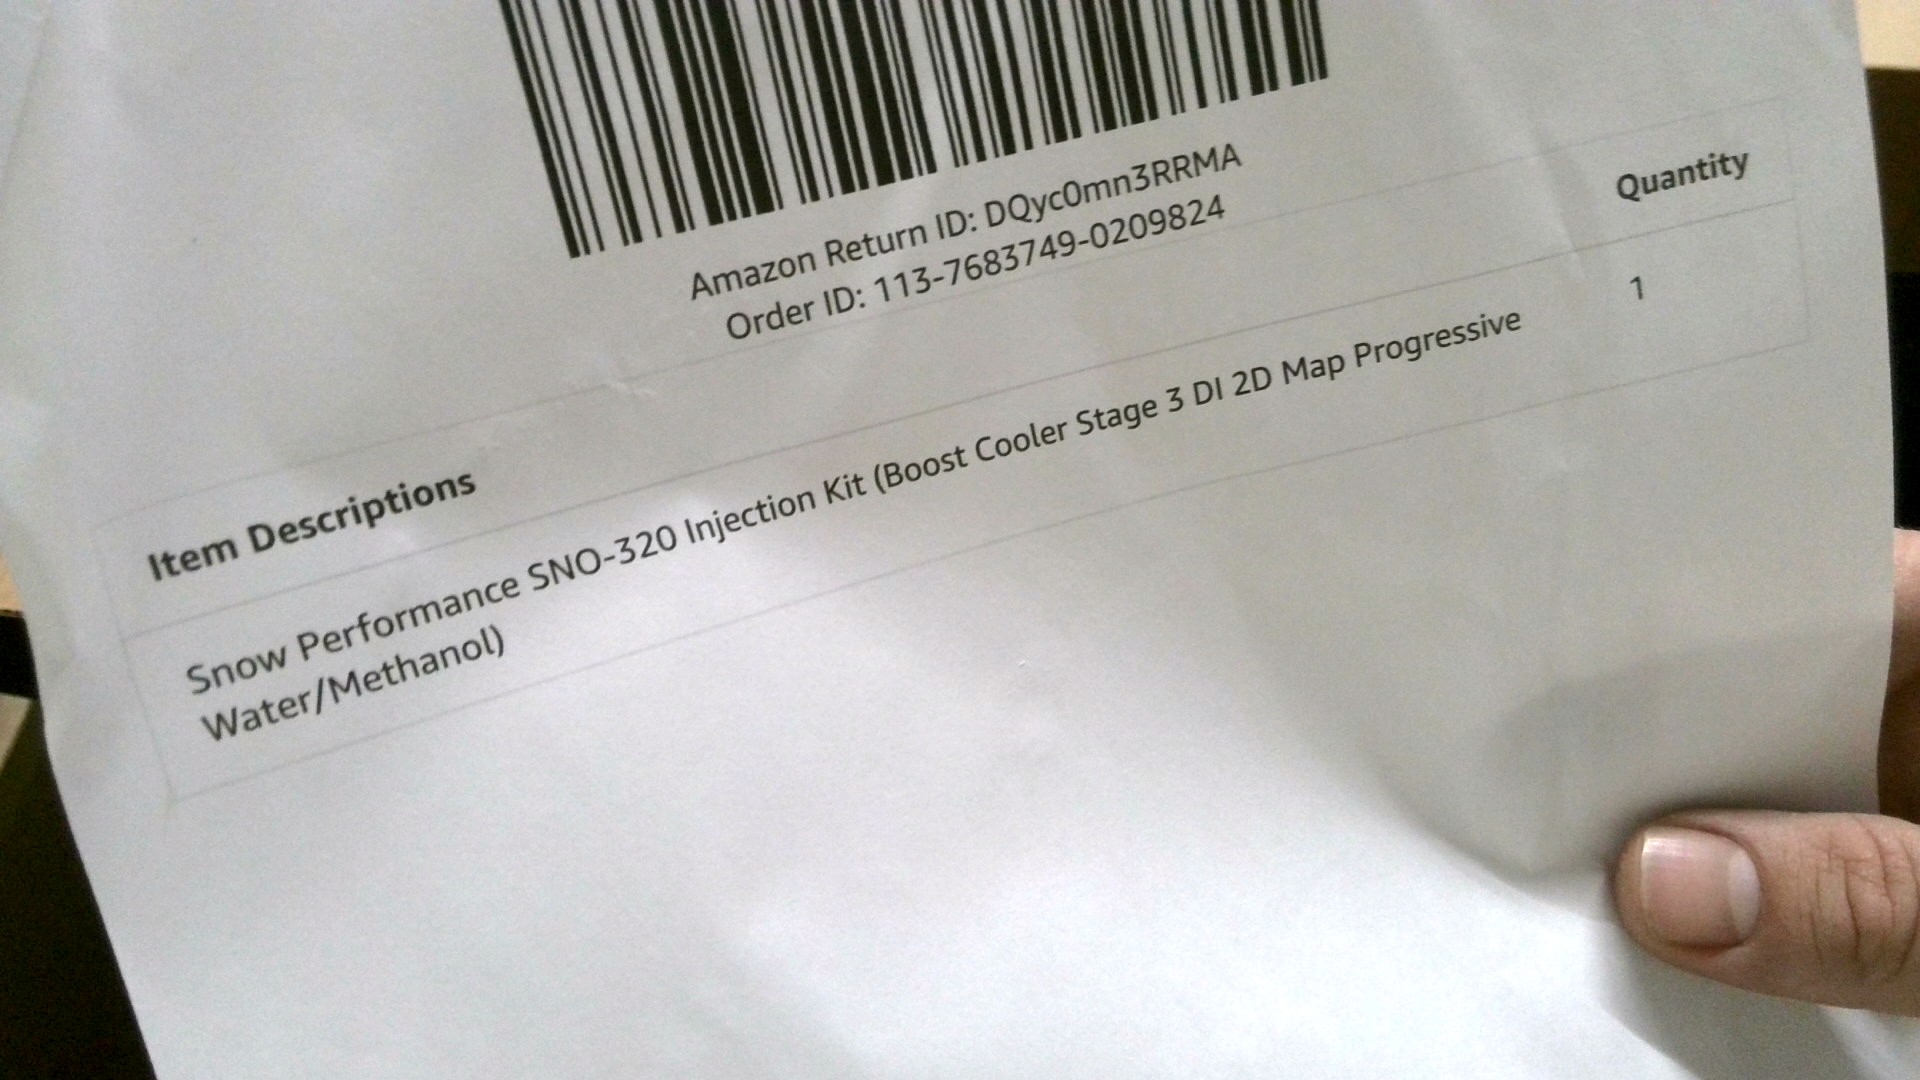 Amazon Return ID: DQyc0mn3RRMA
Order ID: 113-7683749-0209824
Item Descriptions Quantity
Snow Performance SNO-320 Injection Kit (Boost Cooler Stage 3 DI 2D Map Progressive 1
Water/Methanol)